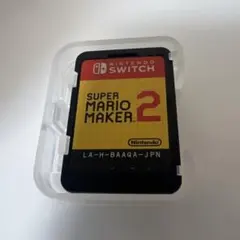 NINTENDO
SWITCH
SUPER
MARIO
MAKER 2
Nintendo
LA-H-BAAQA-JPN